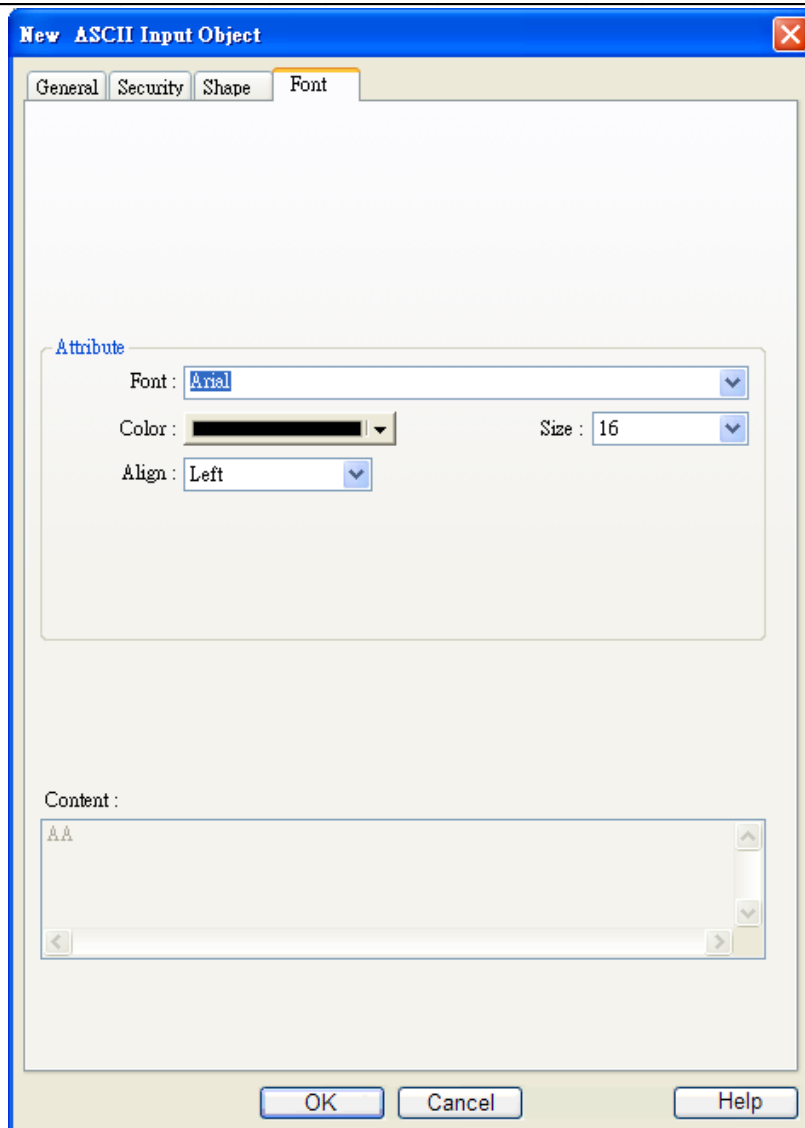 New ASCII Input Object
General Security Shape Font
Attribute
Font : Arial
Color : Size : 16
Align : Left
Content :
AA
OK Cancel Help